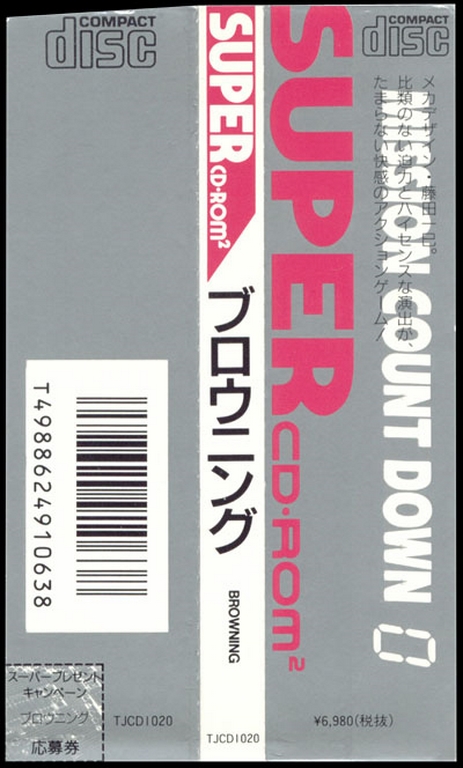 COMPACT
disc
T4988624910638
スーパープレゼント
キャンペーン
ブロウニング
応募券
TJCD1020
SUPER
CD-ROM²
ブロウニング
BROWNING
TJCD1020
SUPER
CD-ROM²
COMPACT
disc
メカデザイン・藤田一己。
比類のない迫力とハイセンスな演出が、
たまらない快感のアクションゲーム!
MISSION COUNT DOWN 0
¥6,980(税抜)